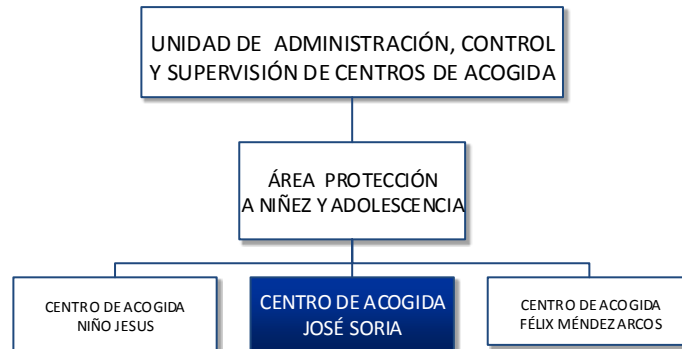 UNIDAD DE ADMINISTRACIÓN, CONTROL
Y SUPERVISIÓN DE CENTROS DE ACOGIDA
ÁREA PROTECCIÓN
A NIÑEZ Y ADOLESCENCIA
CENTRO DE ACOGIDA
NIÑO JESUS
CENTRO DE ACOGIDA
JOSÉ SORIA
CENTRO DE ACOGIDA
FÉLIX MÉNDEZ ARCOS